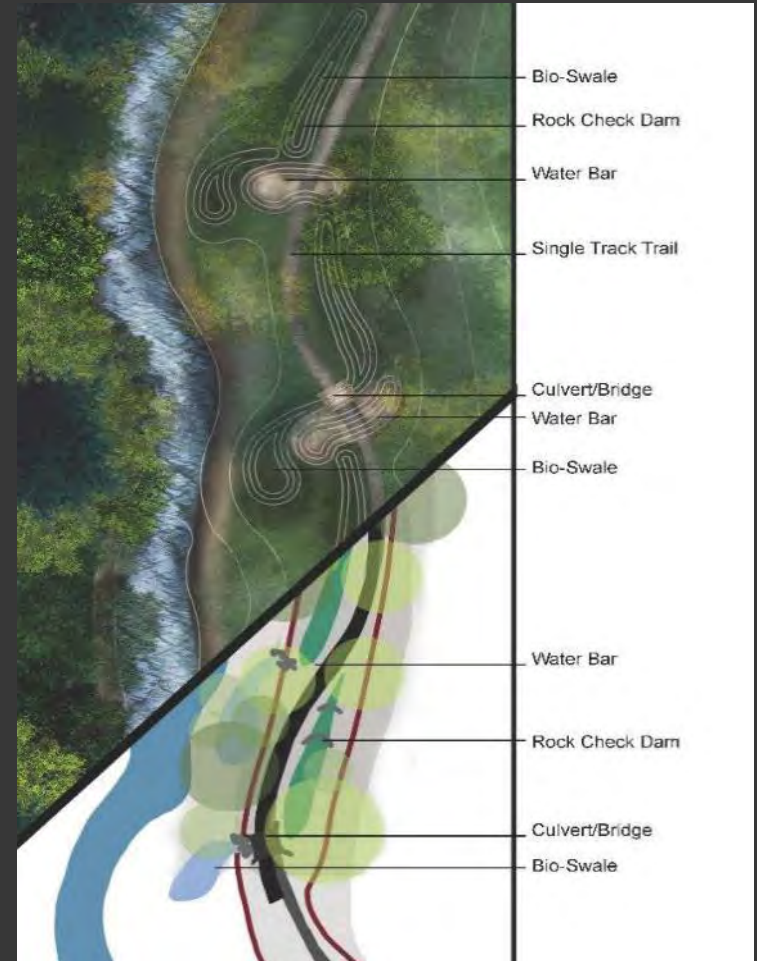 Bio-Swale
Rock Check Dam
Water Bar
Single Track Trail
Culvert/Bridge
Water Bar
Bio-Swale
Water Bar
Rock Check Dam
Culvert/Bridge
Bio-Swale